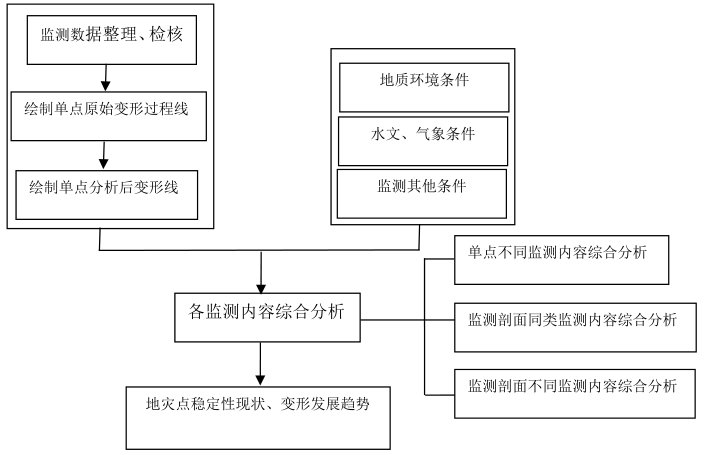 监测数据整理、检核
绘制单点原始变形过程线
绘制单点分析后变形线
地质环境条件
水文、气象条件
监测其他条件
各监测内容综合分析
单点不同监测内容综合分析
监测剖面同类监测内容综合分析
监测剖面不同监测内容综合分析
地灾点稳定性现状、变形发展趋势